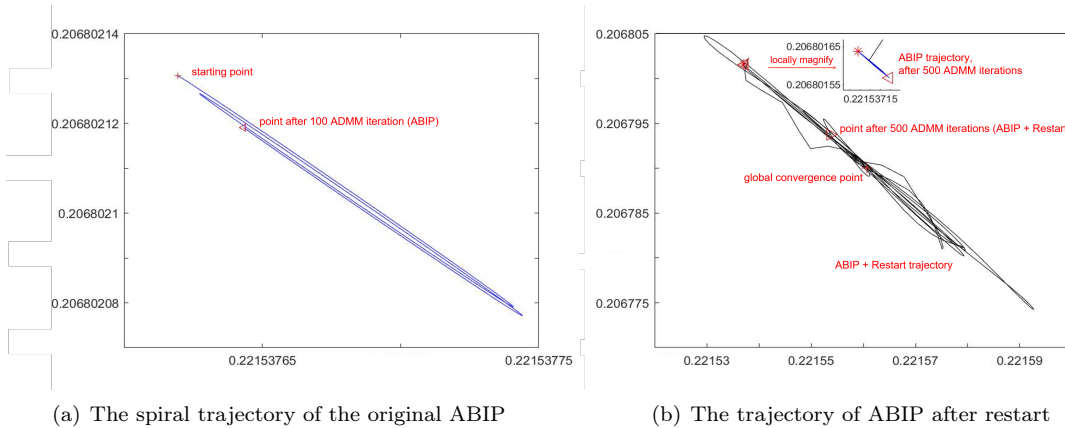 0.20680214
0.20680212
0.2068021
0.20680208
0.22153765
0.22153775
starting point
point after 100 ADMM iteration (ABIP)
(a) The spiral trajectory of the original ABIP
0.206805
0.206795
0.206785
0.206775
0.22153
0.22155
0.22157
0.22159
locally magnify
0.20680165
0.20680155
0.22153715
ABIP trajectory,
after 500 ADMM iterations
point after 500 ADMM iterations (ABIP + Restart
global convergence point
ABIP + Restart trajectory
(b) The trajectory of ABIP after restart